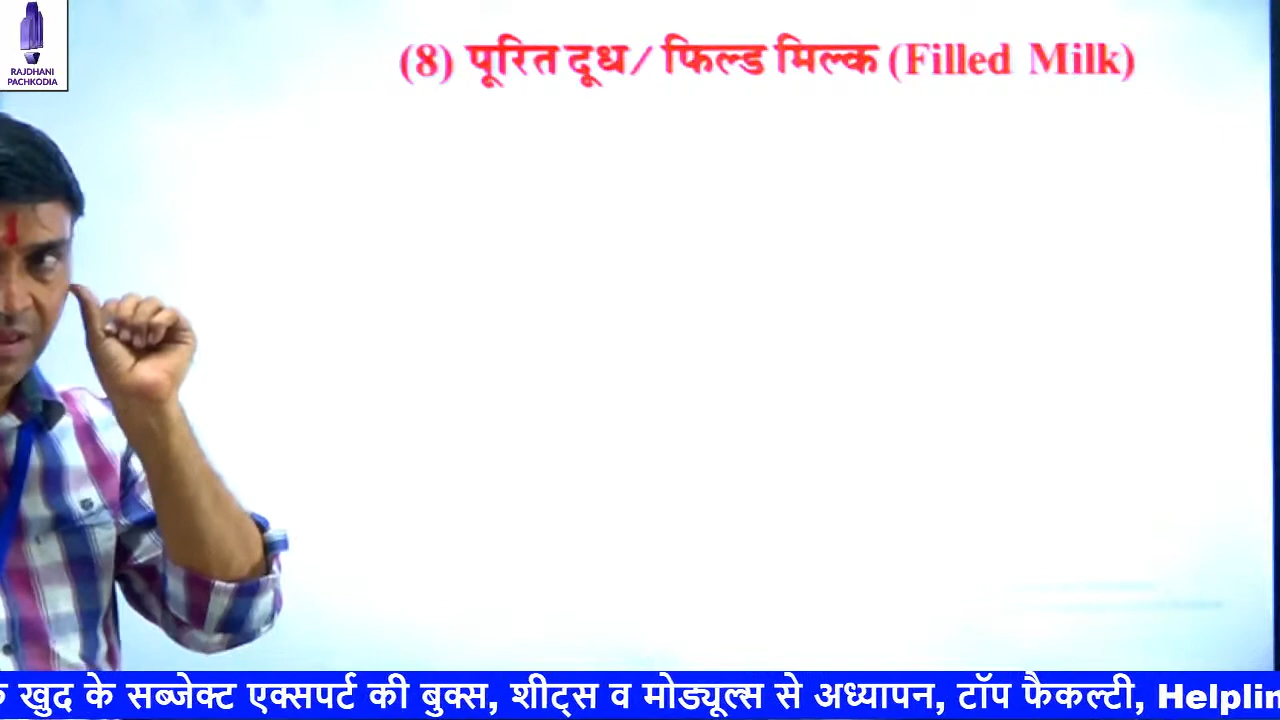 RAJDHANI
PACHKODIA
(8) पूरित दूध/ फिल्ड मिल्क (Filled Milk)
खुद के सब्जेक्ट एक्सपर्ट की बुक्स, शीट्स व मोड्यूल्स से अध्यापन, टॉप फैकल्टी,